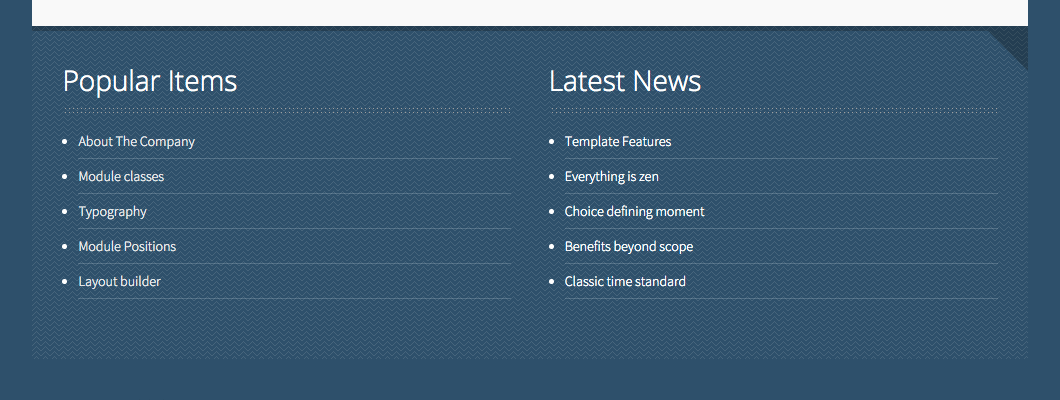 Popular Items
About The Company
Module classes
Typography
Module Positions
Layout builder
Latest News
Template Features
Everything is zen
Choice defining moment
Benefits beyond scope
Classic time standard